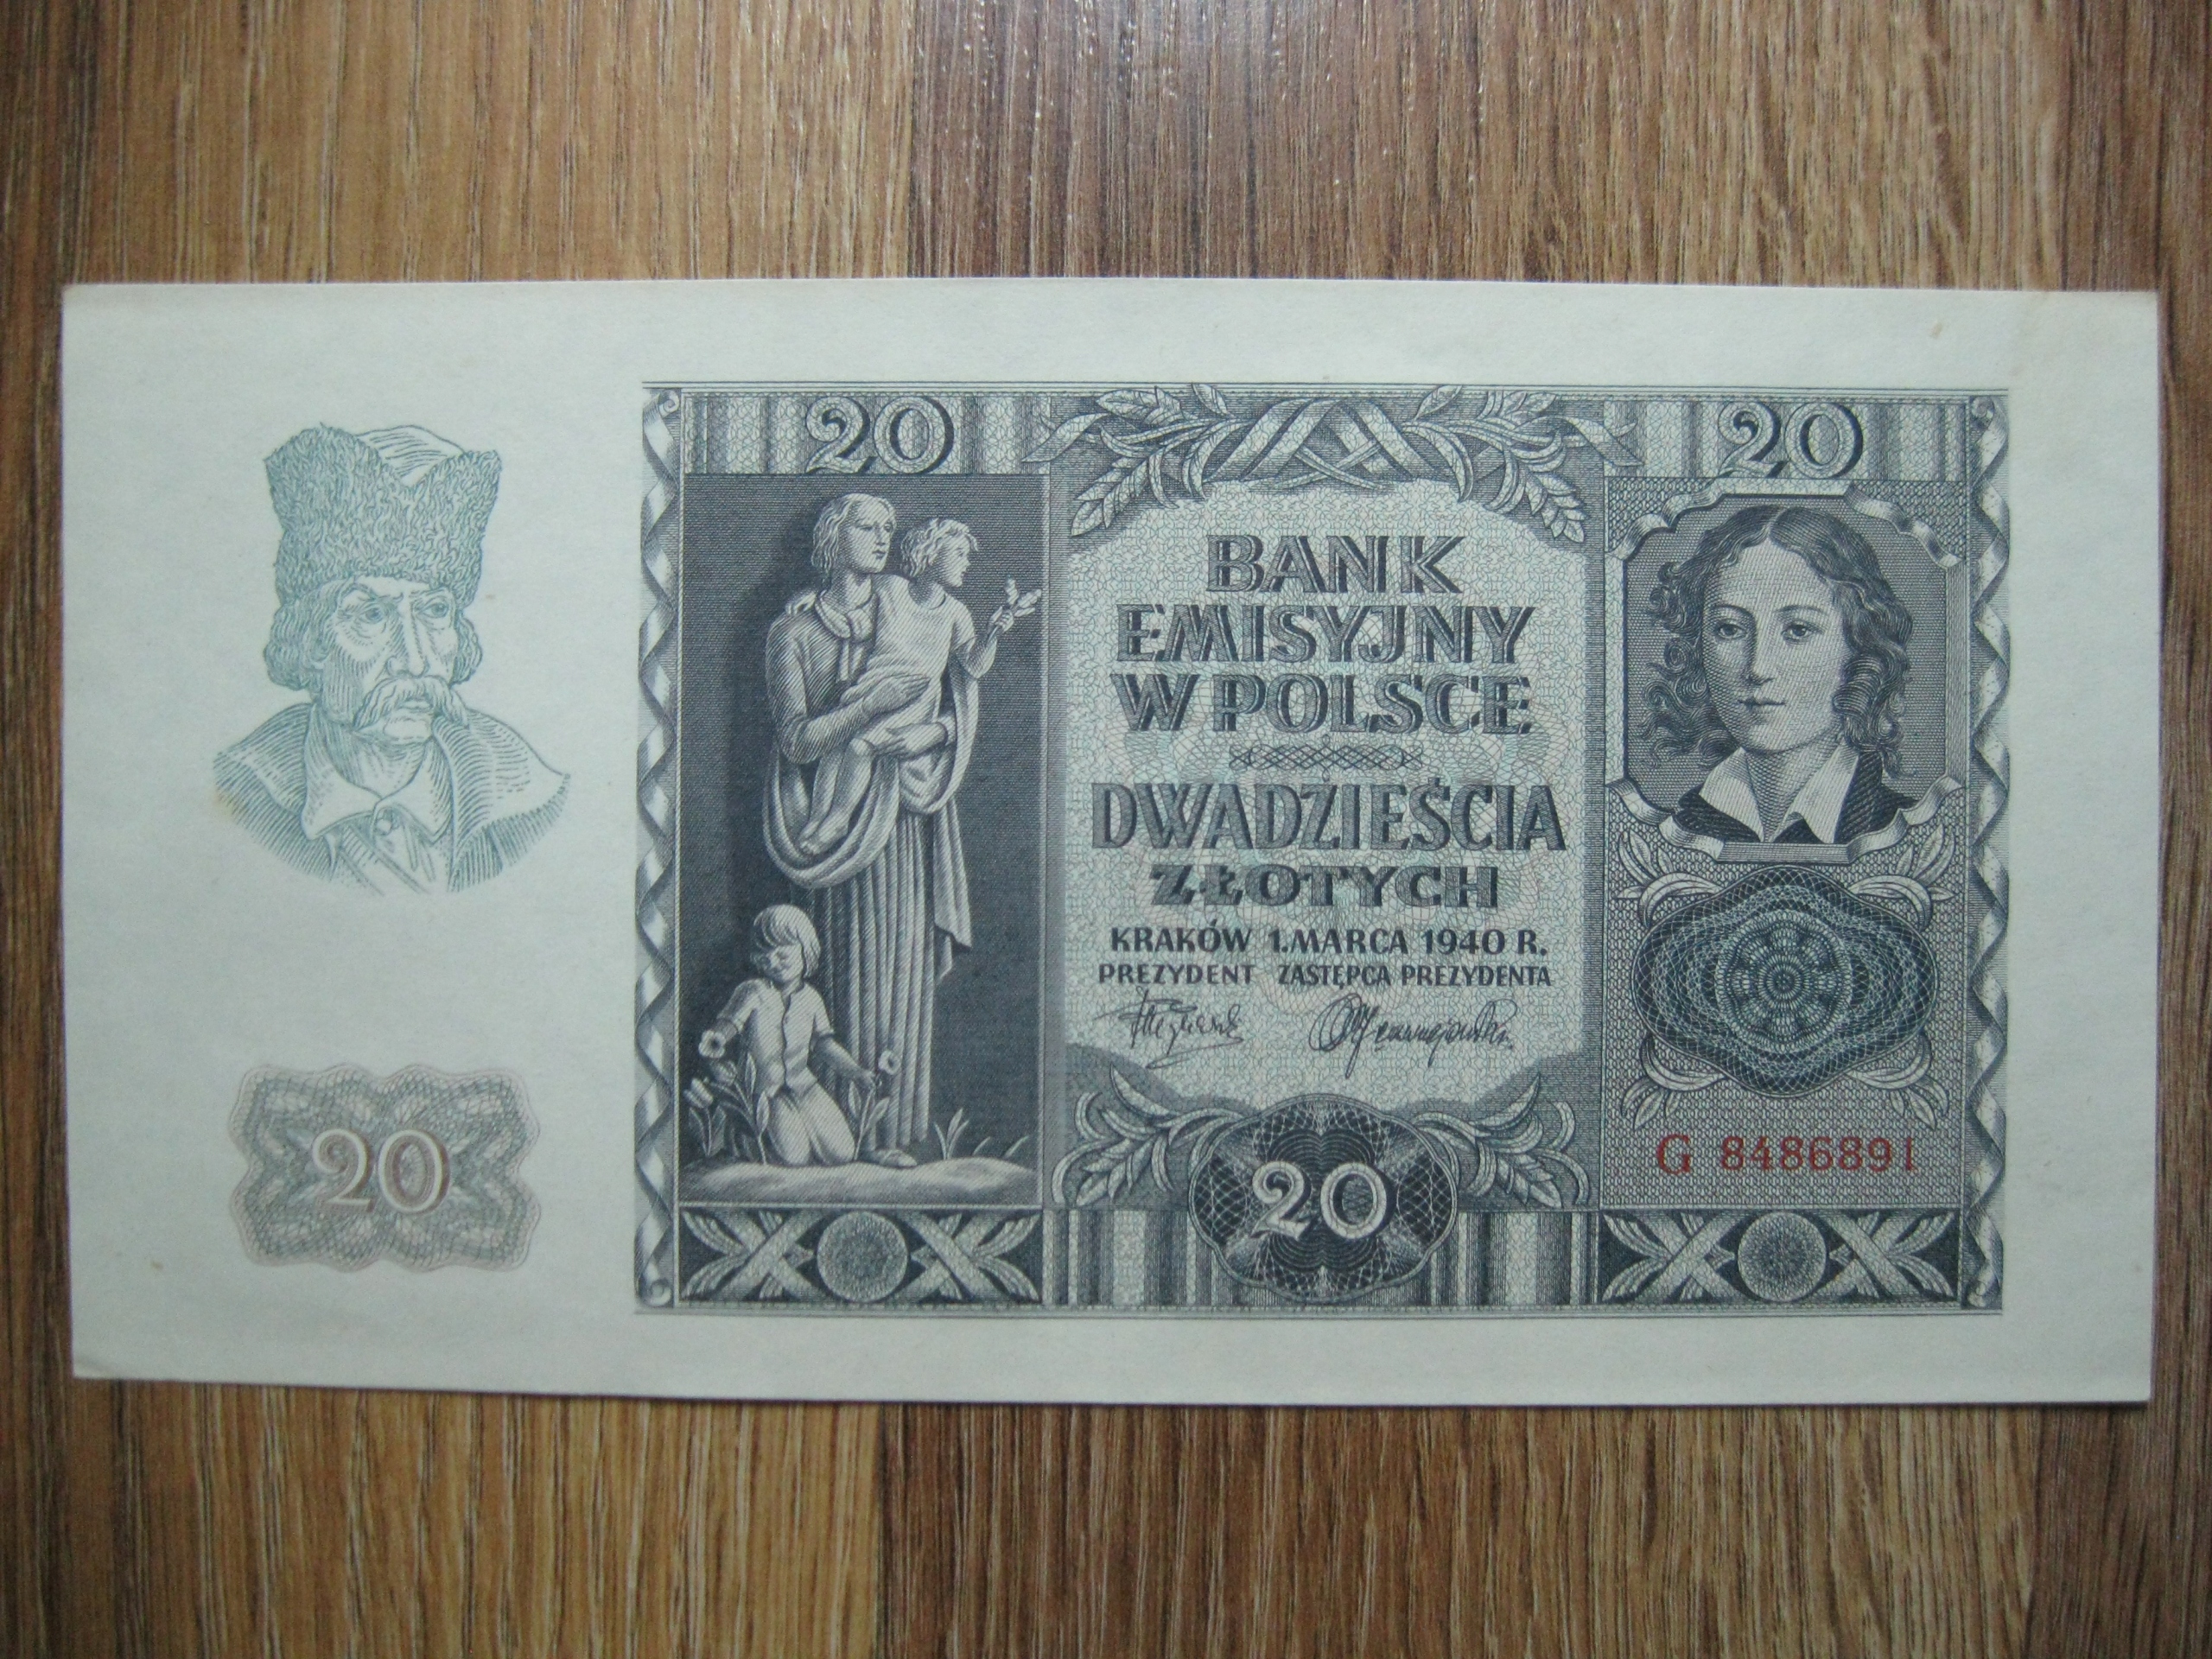 20 20
BANK
EMISYJNY
W POLSCE
DWADZIEŚCIA
ZŁOTYCH
KRAKÓW 1. MARCA 1940 R.
PREZYDENT ZASTĘPCA PREZYDENTA
G 8486891
20
20